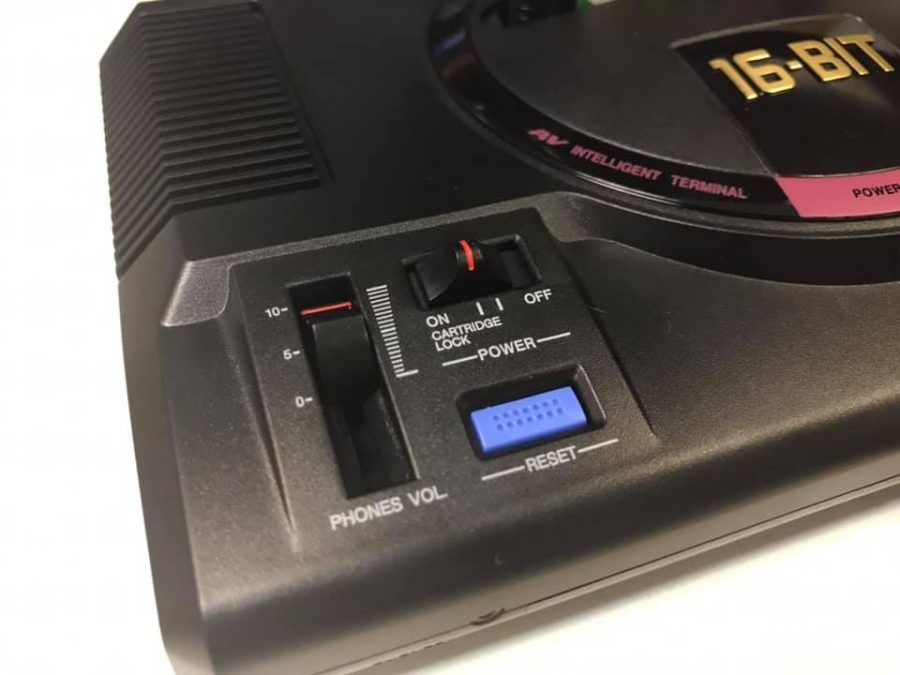 16-BIT
AV INTELLIGENT TERMINAL
POWER
10-
5-
0-
ON
OFF
CARTRIDGE
LOCK
POWER
RESET
PHONES VOL.